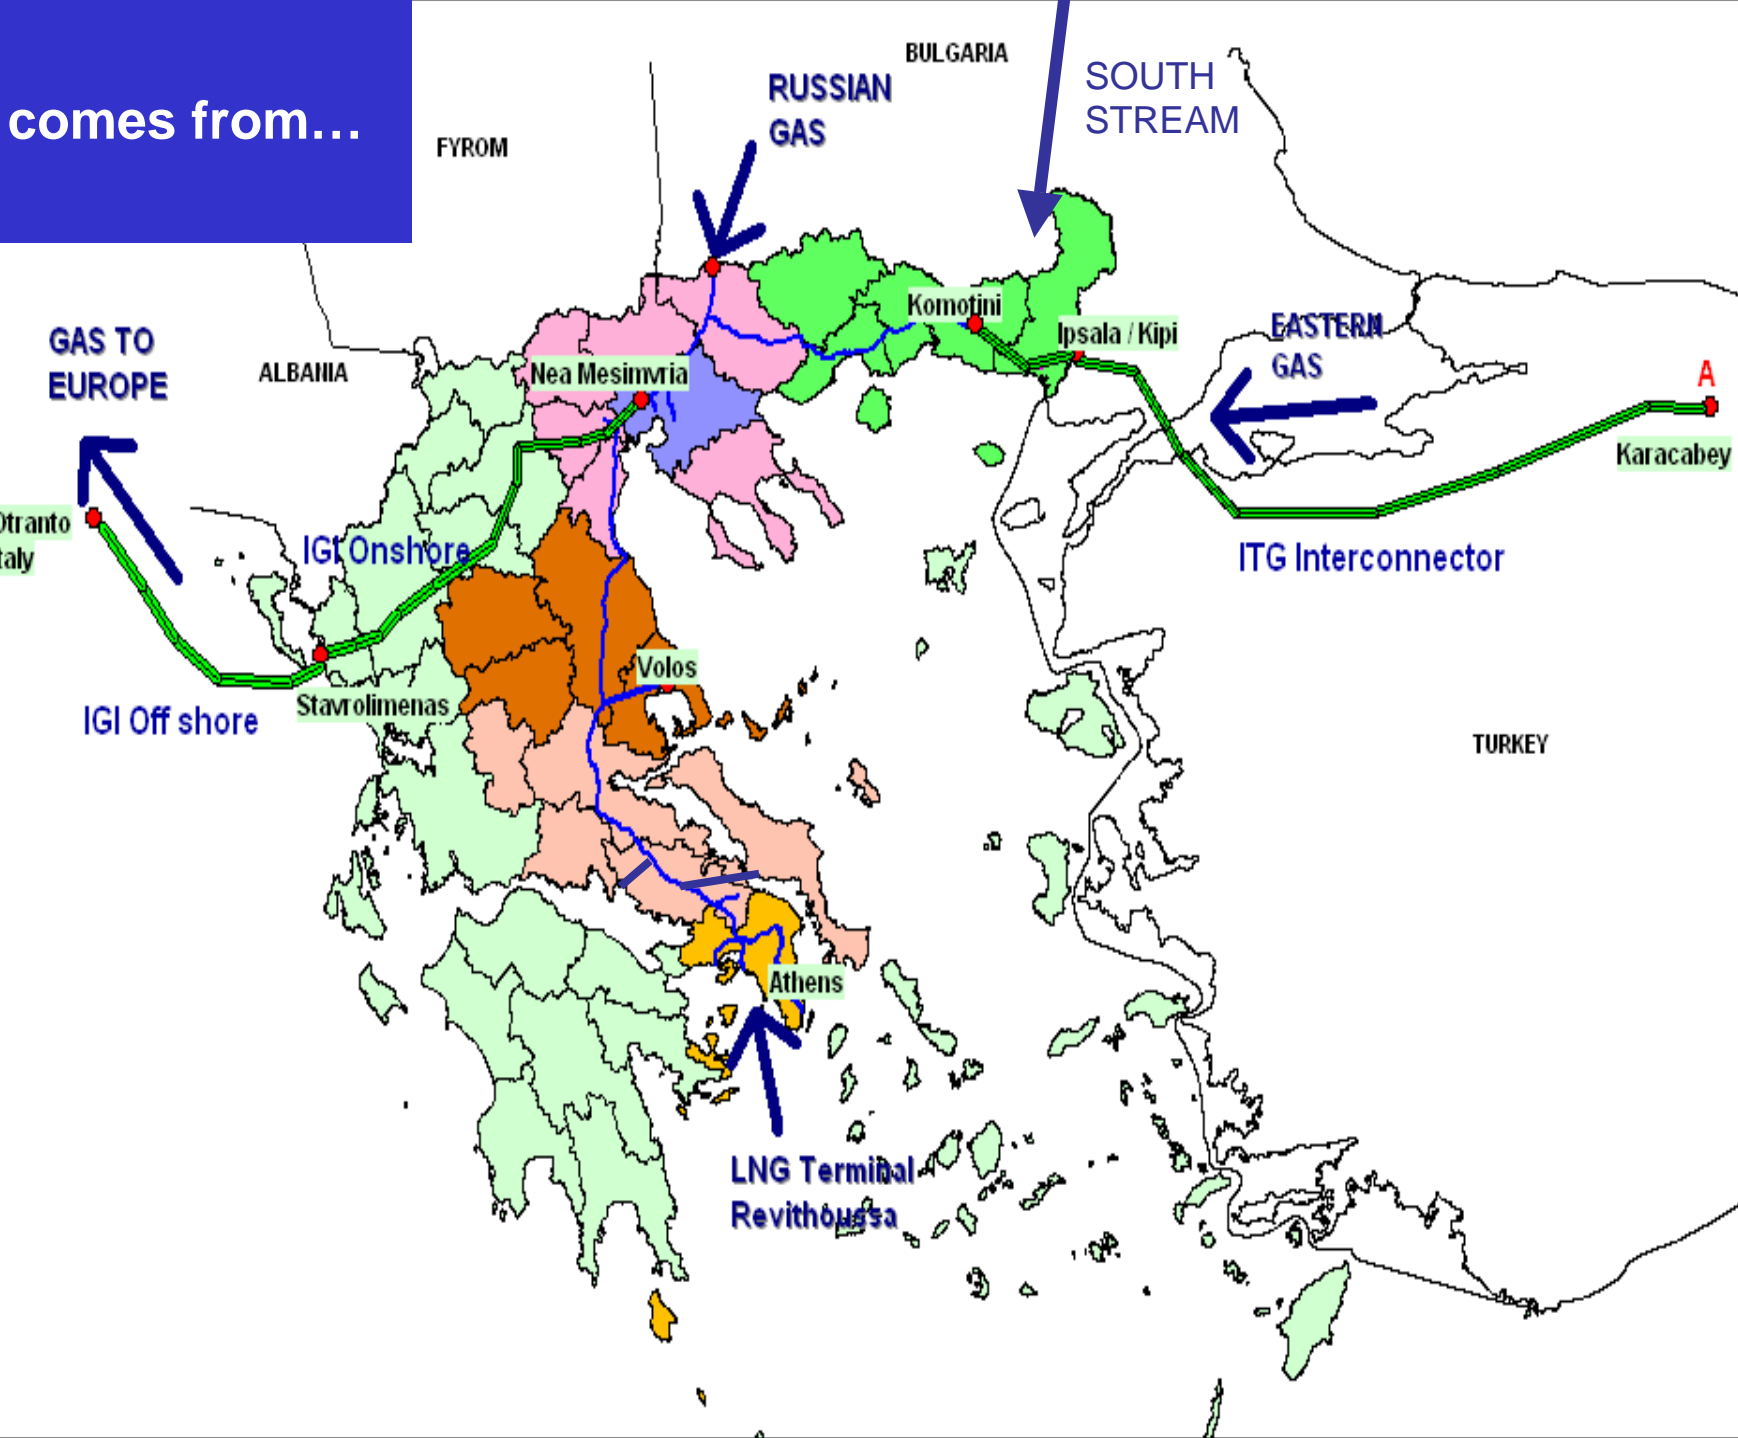 comes from…
BULGARIA
SOUTH
STREAM
RUSSIAN
GAS
FYROM
Komotini
Ipsala / Kipi
EASTERN
GAS
GAS TO
EUROPE
ALBANIA
Nea Mesimvria
A
Karacabey
Otranto
Italy
IGI Onshore
ITG Interconnector
Volos
Stavrolimenas
IGI Off shore
TURKEY
Athens
LNG Terminal
Revithoussa